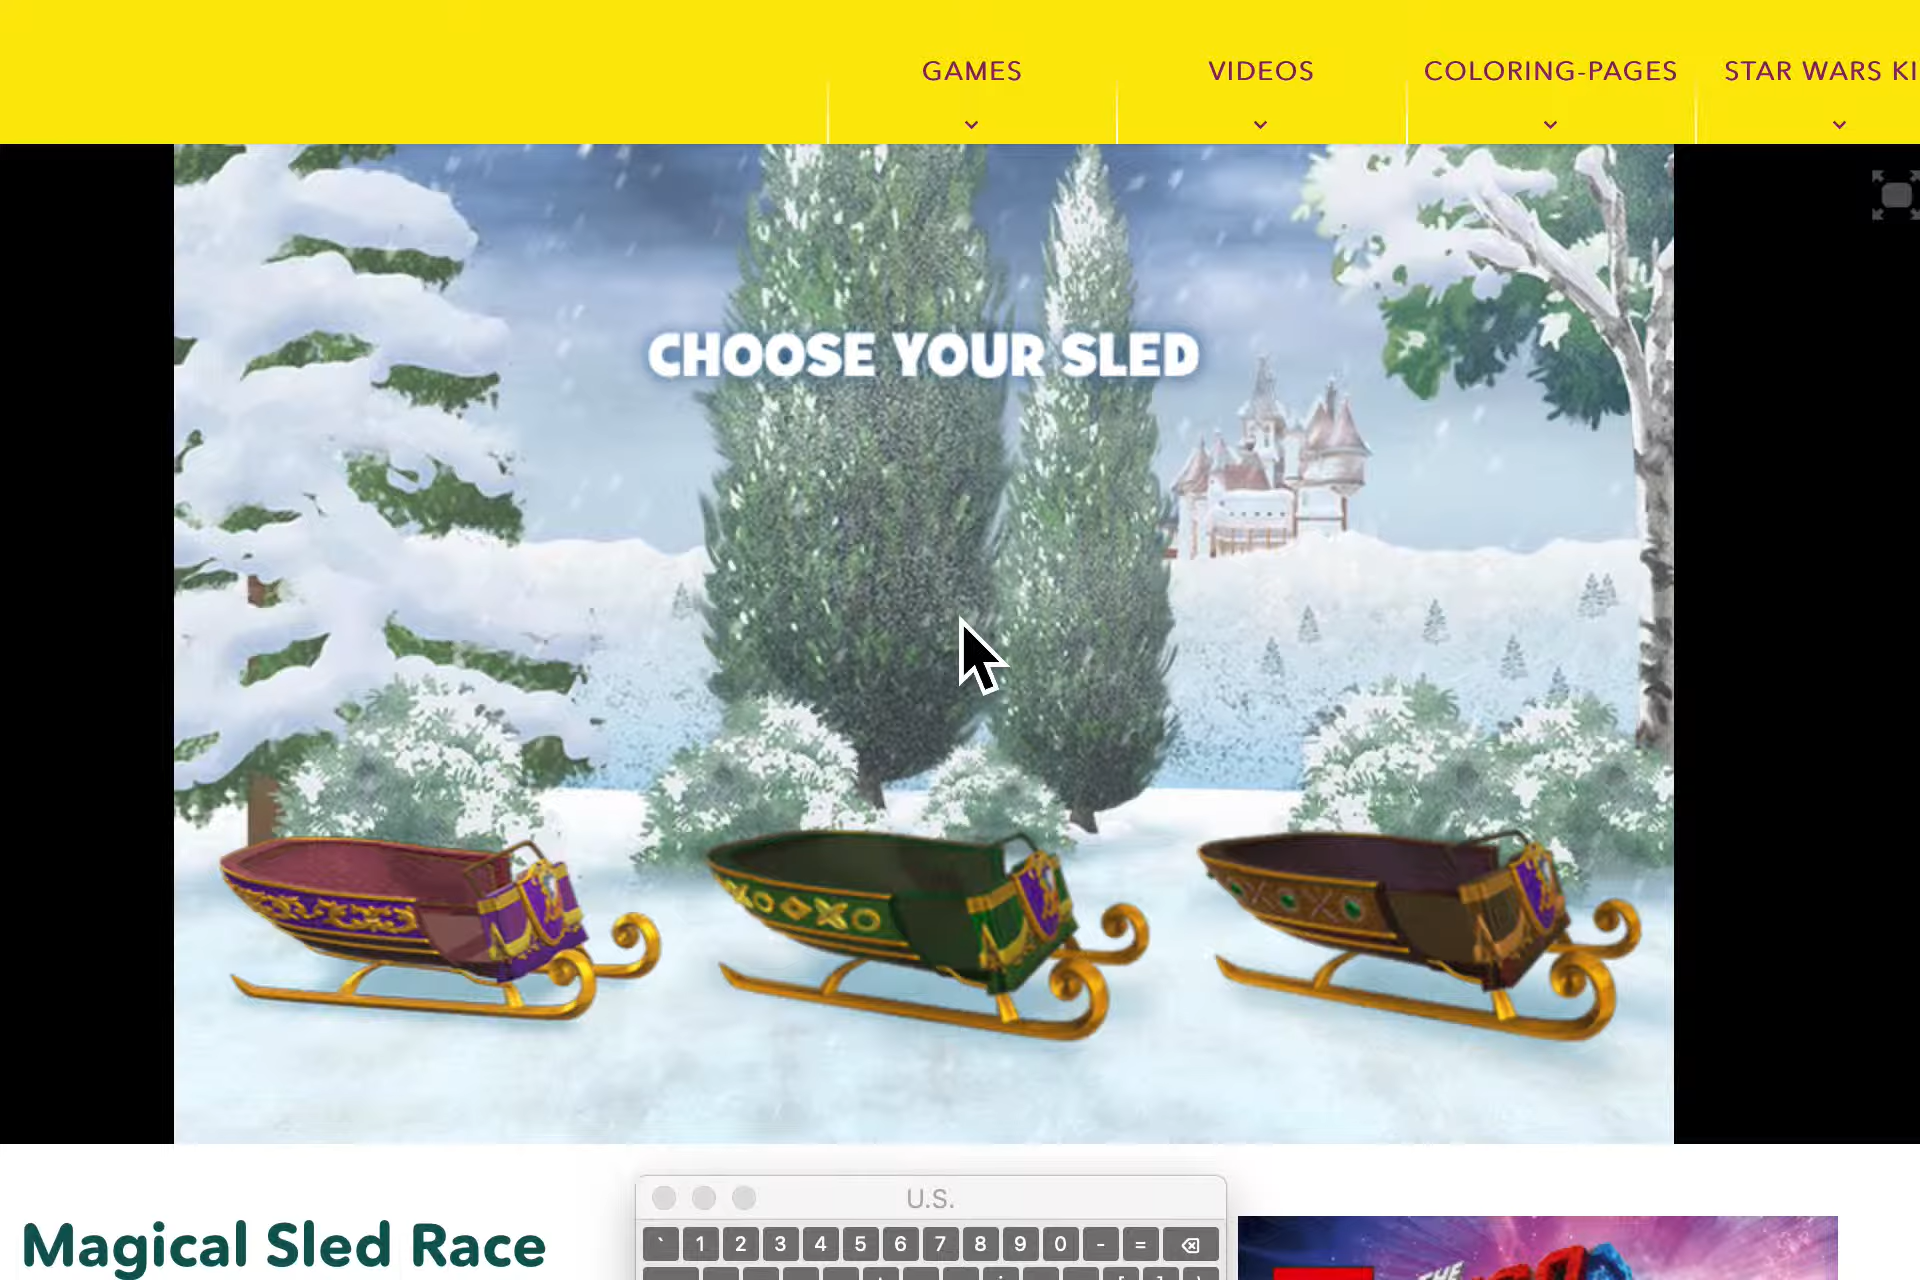 GAMES
VIDEOS
COLORING-PAGES
STAR WARS KI
CHOOSE YOUR SLED
U.S.
` 1 2 3 4 5 6 7 8 9 0 - =
Magical Sled Race
THE